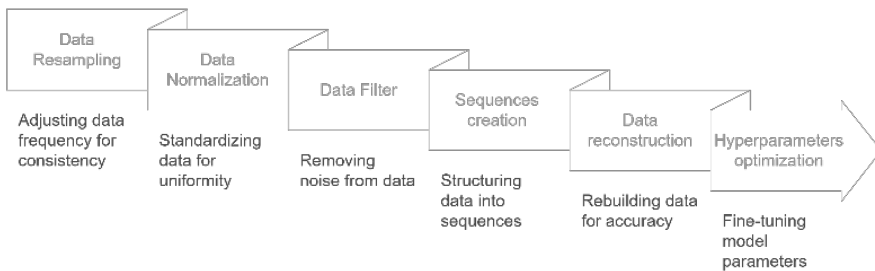 Data
Resampling
Adjusting data
frequency for
consistency
Data
Normalization
Standardizing
data for
uniformity
Data Filter
Removing
noise from data
Sequences
creation
Structuring
data into
sequences
Data
reconstruction
Rebuilding data
for accuracy
Hyperparameters
optimization
Fine-tuning
model
parameters